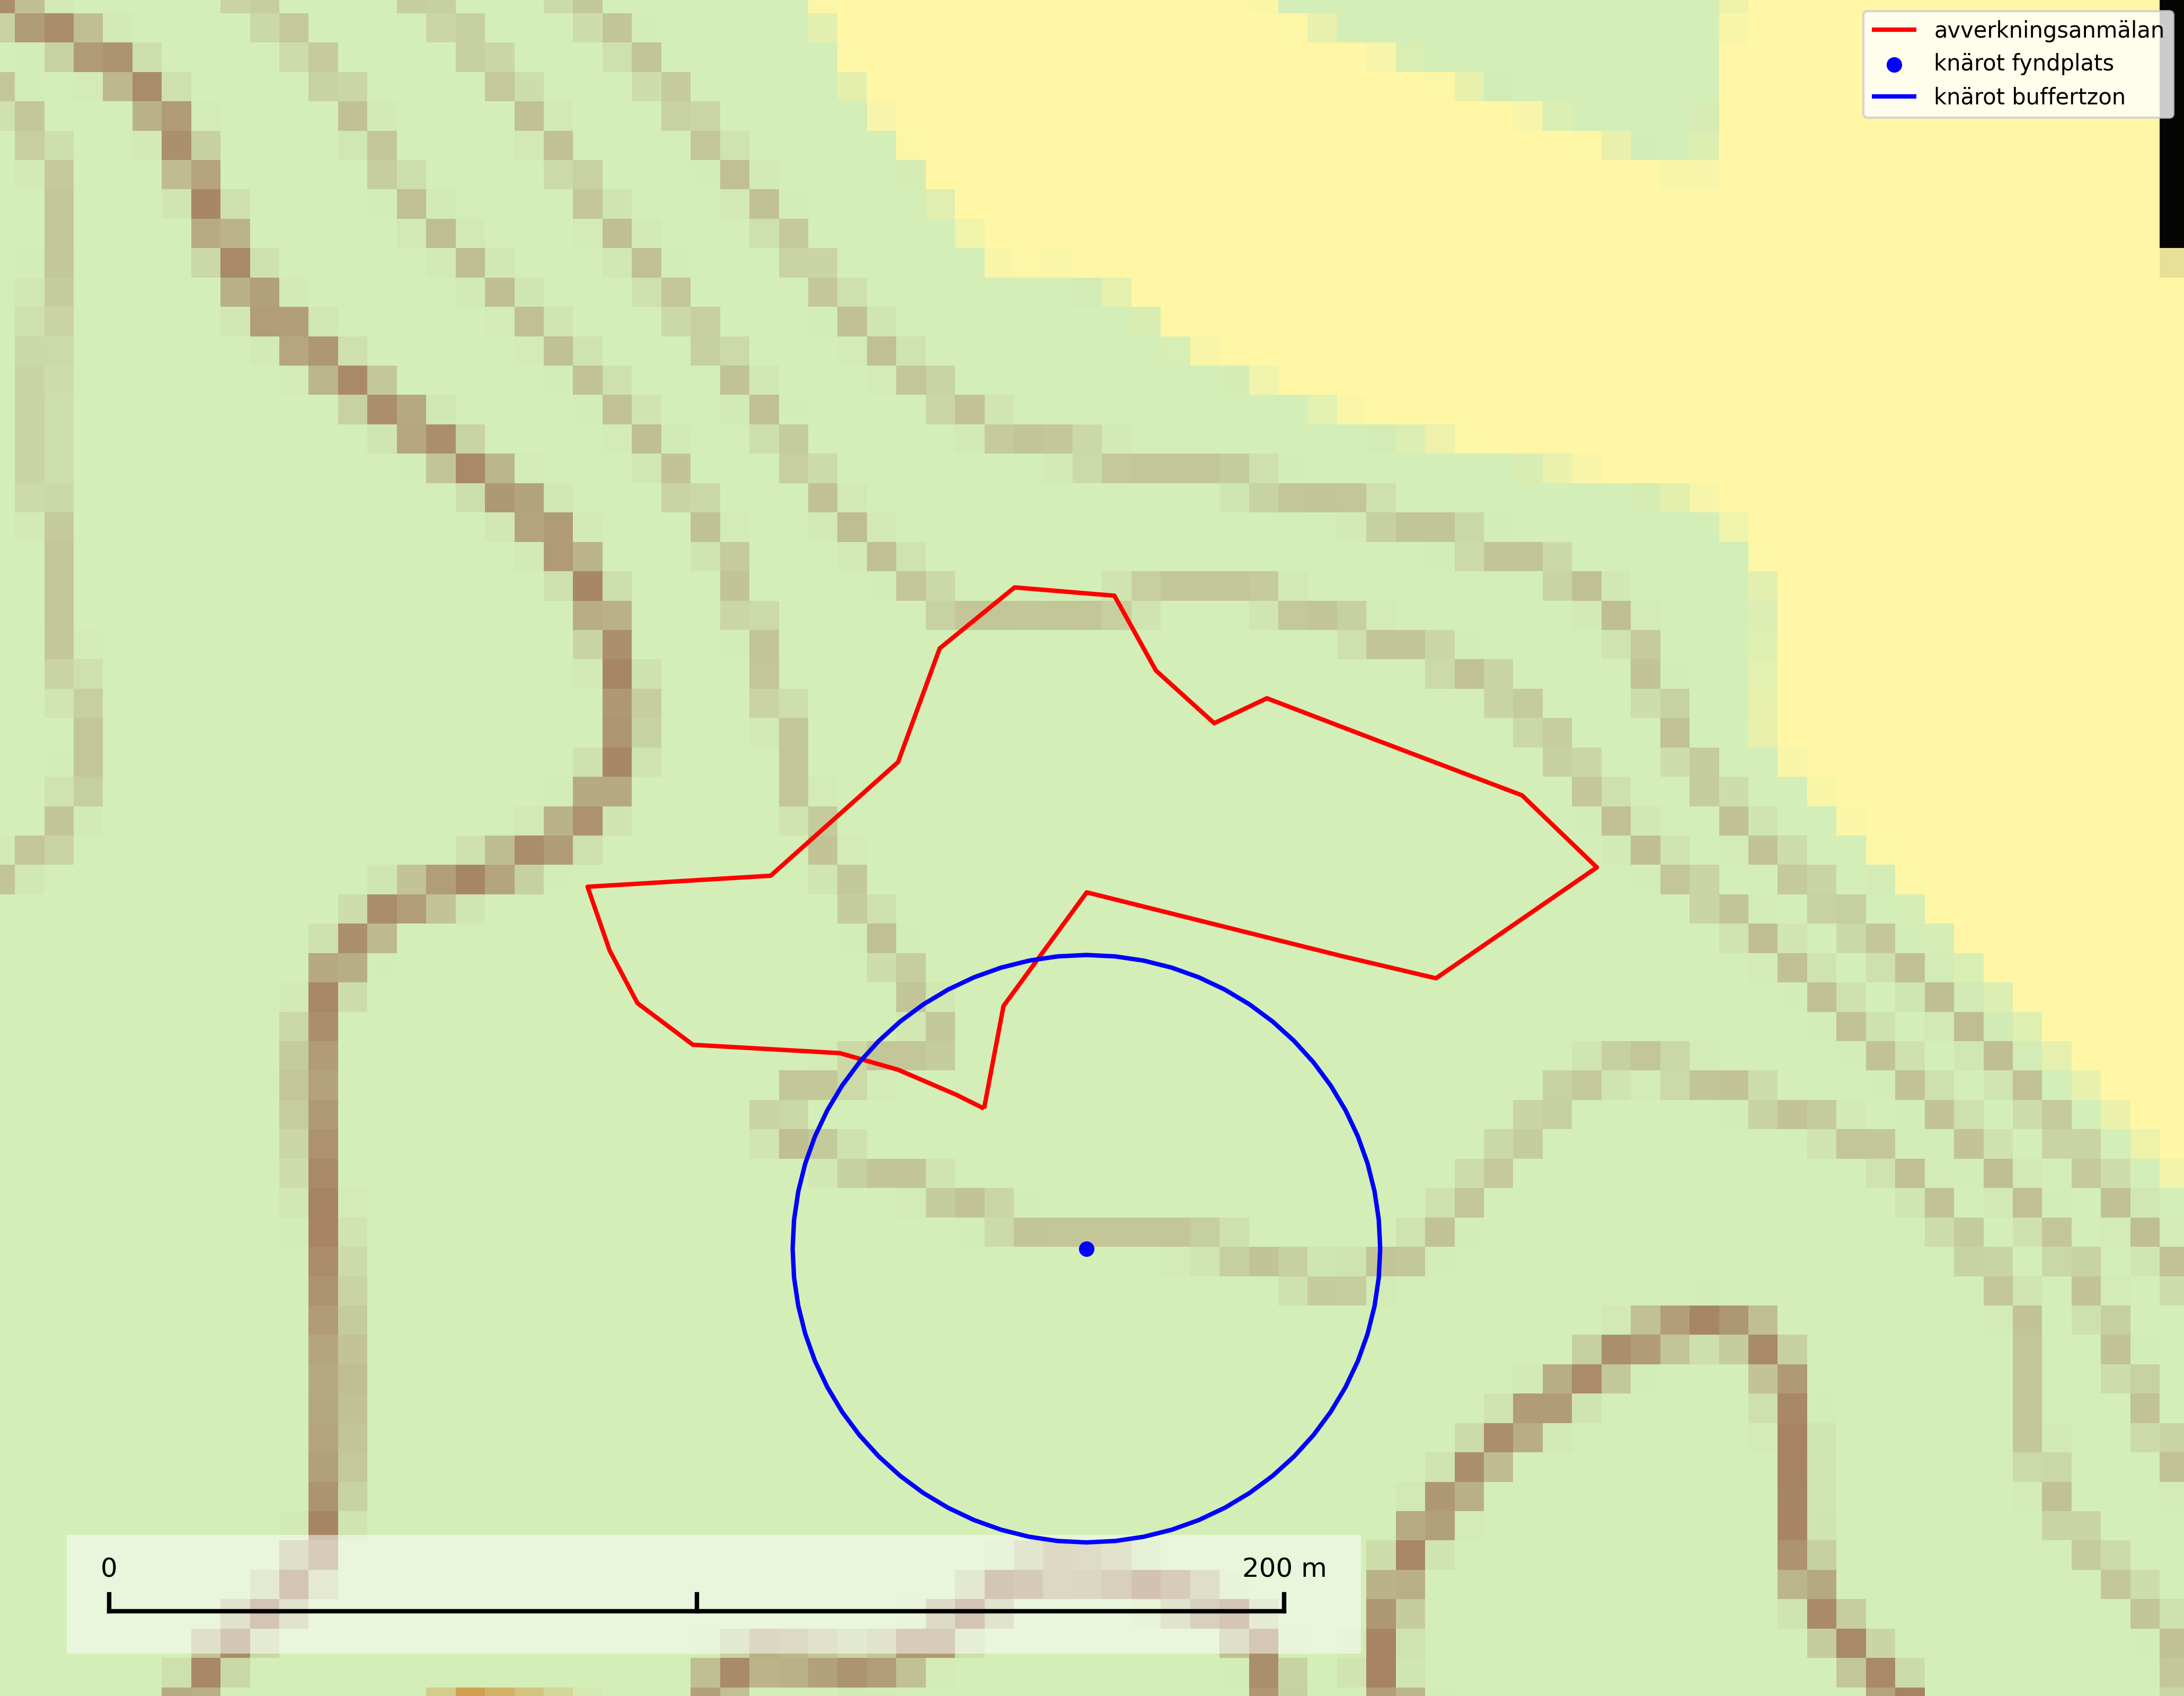 avverkningsanmälan
knärot fyndplats
knärot buffertzon
0 200 m